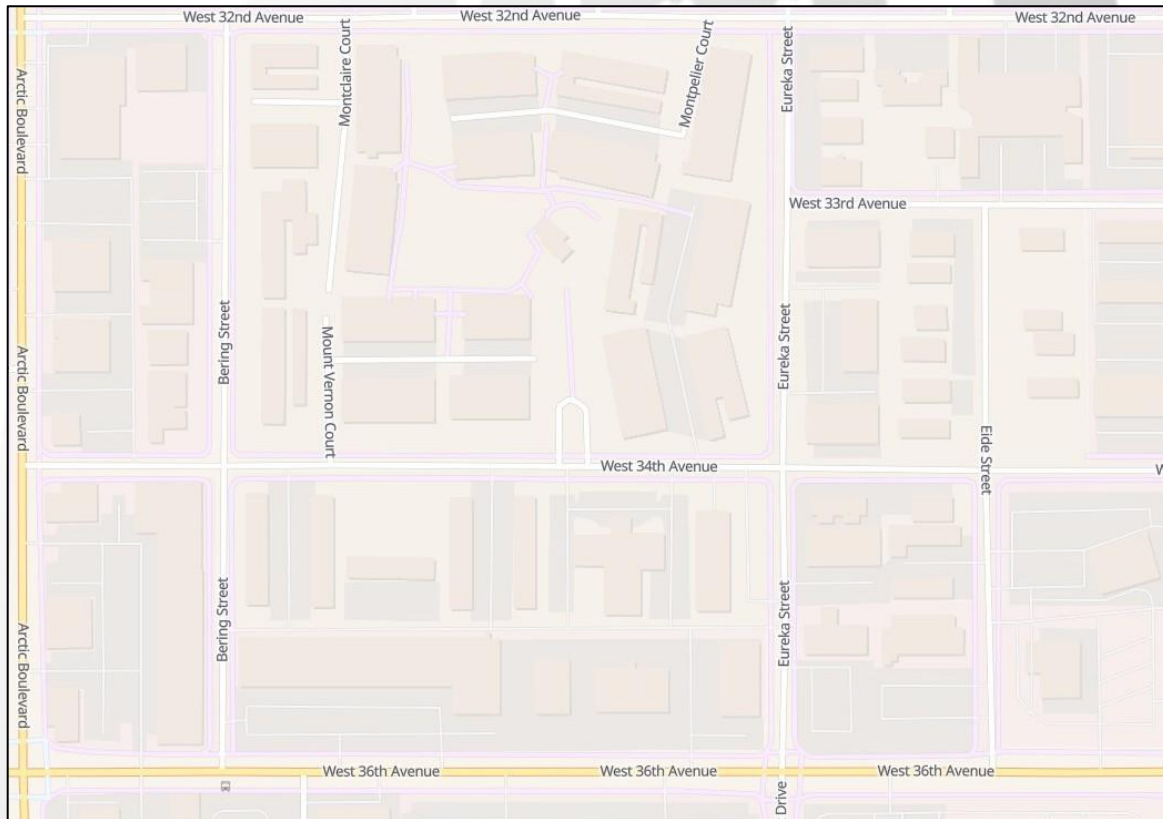 West 32nd Avenue
West 32nd Avenue
West 32nd Avenue
Montclaire Court
Montpelier Court
Eureka Street
Arctic Boulevard
West 33rd Avenue
Bering Street
Mount Vernon Court
Eureka Street
Arctic Boulevard
Eide Street
West 34th Avenue
W
Bering Street
Eureka Street
Arctic Boulevard
West 36th Avenue
West 36th Avenue
West 36th Avenue
Drive